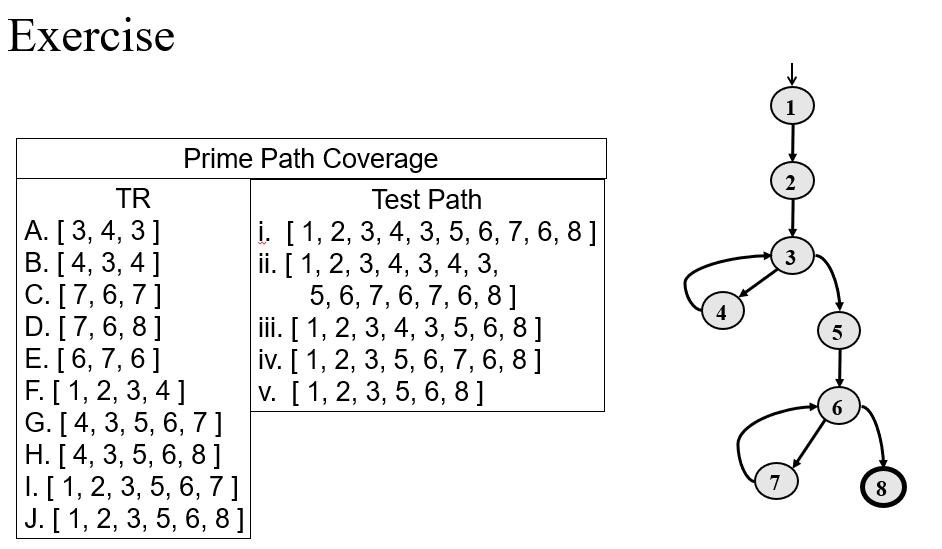 Exercise
Prime Path Coverage
TR
A. [ 3, 4, 3 ]
B. [ 4, 3, 4 ]
C. [ 7, 6, 7 ]
D. [ 7, 6, 8 ]
E. [ 6, 7, 6 ]
F. [ 1, 2, 3, 4 ]
G. [ 4, 3, 5, 6, 7 ]
H. [ 4, 3, 5, 6, 8 ]
I. [ 1, 2, 3, 5, 6, 7 ]
J. [ 1, 2, 3, 5, 6, 8 ]
Test Path
i. [ 1, 2, 3, 4, 3, 5, 6, 7, 6, 8 ]
ii. [ 1, 2, 3, 4, 3, 4, 3,
5, 6, 7, 6, 7, 6, 8 ]
iii. [ 1, 2, 3, 4, 3, 5, 6, 8 ]
iv. [ 1, 2, 3, 5, 6, 7, 6, 8 ]
v. [ 1, 2, 3, 5, 6, 8 ]
1
2
3
4
5
6
7
8